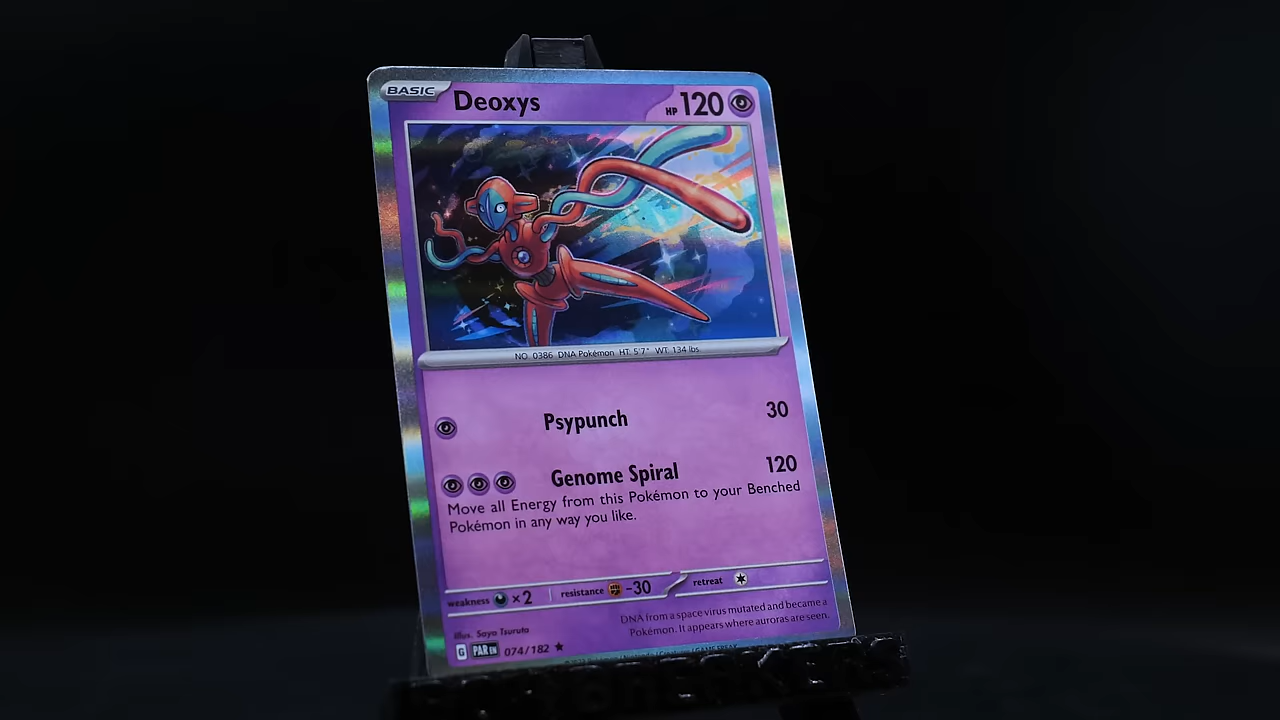 BASIC Deoxys HP 120
NO 0386 DNA Pokémon HT: 5'7" WT: 134 lbs.
Psypunch 30
Genome Spiral 120
Move all Energy from this Pokémon to your Benched
Pokémon in any way you like.
weakness ×2 resistance -30 retreat
DNA from a space virus mutated and became a
Pokémon. It appears where auroras are seen.
Illus. Saya Tsuruta
G PAR EN 074/182